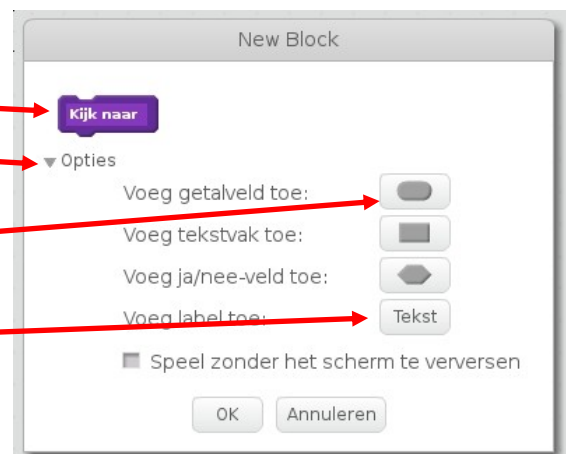 New Block
Kijk naar
Opties
Voeg getalveld toe:
Voeg tekstvak toe:
Voeg ja/nee-veld toe:
Voeg label toe: Tekst
Speel zonder het scherm te verversen
OK Annuleren